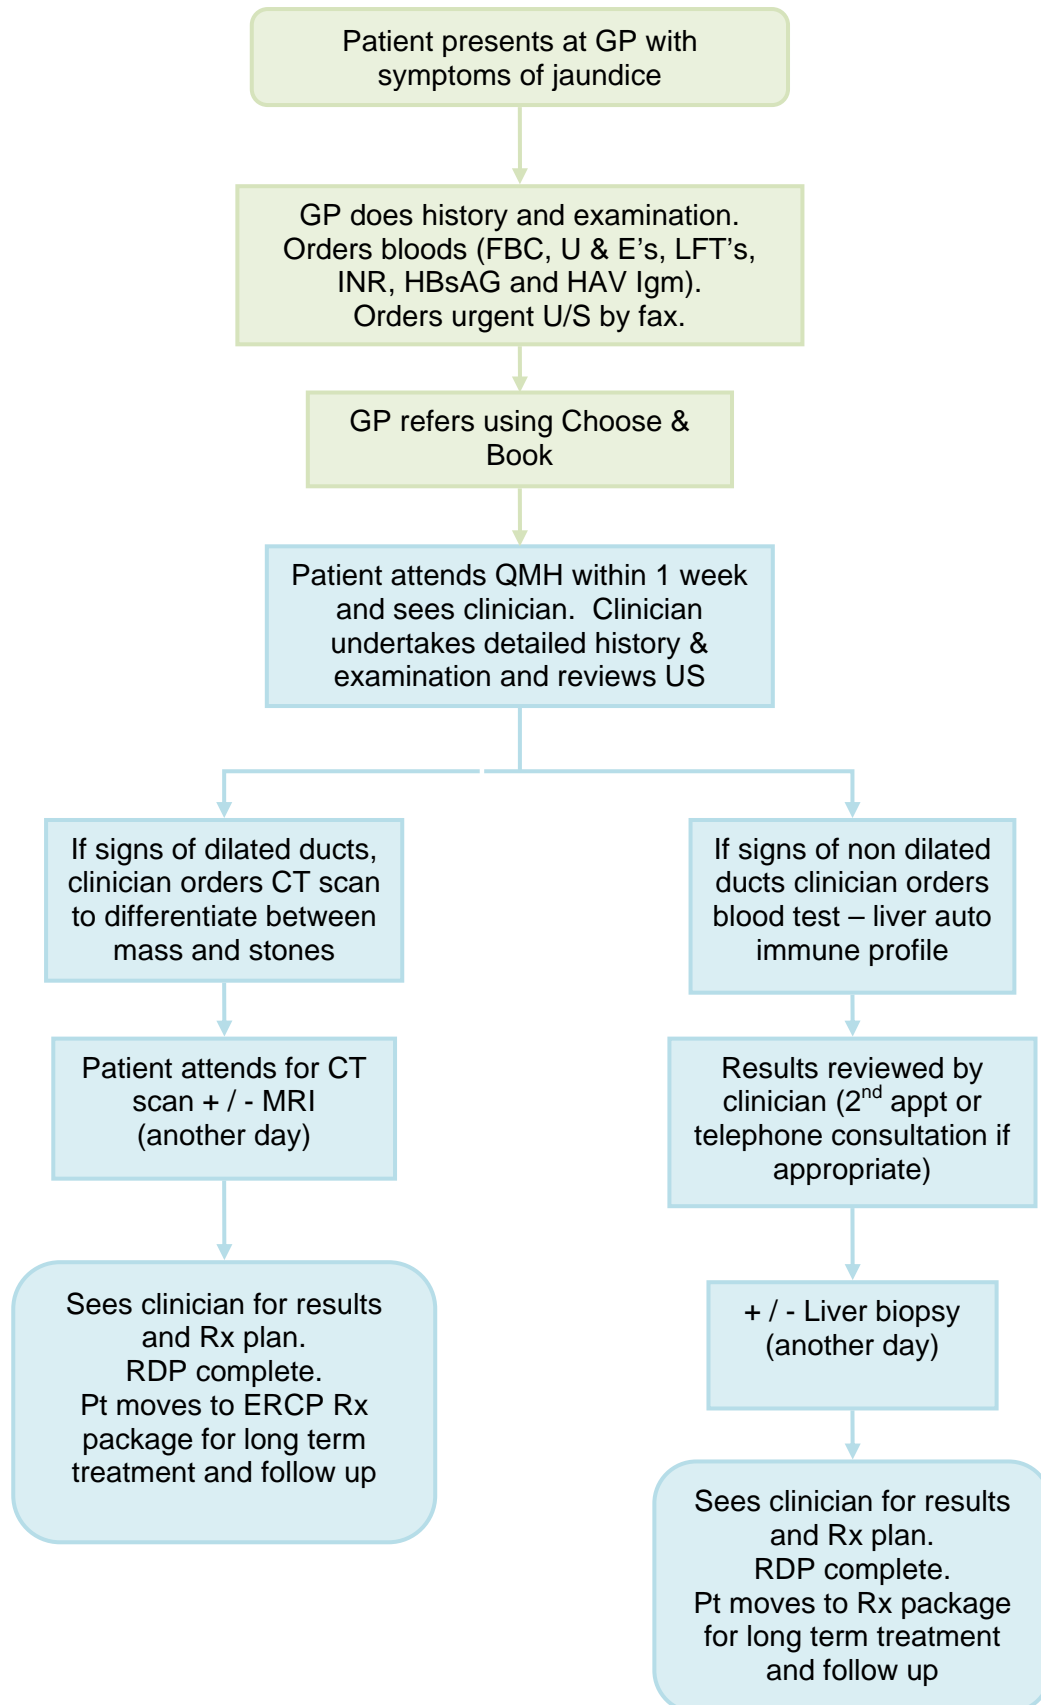 Patient presents at GP with
symptoms of jaundice
GP does history and examination.
Orders bloods (FBC, U & E’s, LFT’s,
INR, HBsAG and HAV Igm).
Orders urgent U/S by fax.
GP refers using Choose &
Book
Patient attends QMH within 1 week
and sees clinician.  Clinician
undertakes detailed history &
examination and reviews US
If signs of dilated ducts,
clinician orders CT scan
to differentiate between
mass and stones
Patient attends for CT
scan + / - MRI
(another day)
Sees clinician for results
and Rx plan.
RDP complete.
Pt moves to ERCP Rx
package for long term
treatment and follow up
If signs of non dilated
ducts clinician orders
blood test – liver auto
immune profile
Results reviewed by
clinician (2nd appt or
telephone consultation if
appropriate)
+ / - Liver biopsy
(another day)
Sees clinician for results
and Rx plan.
RDP complete.
Pt moves to Rx package
for long term treatment
and follow up